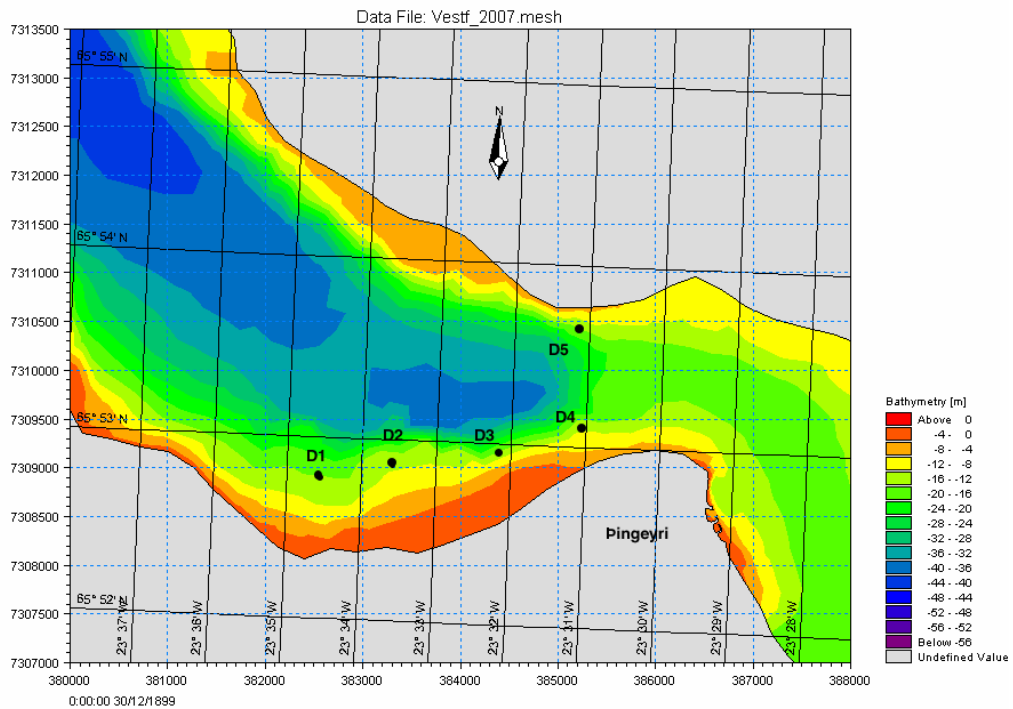 Data File: Vestf_2007.mesh
7313500
7313000
7312500
7312000
7311500
7311000
7310500
7310000
7309500
7309000
7308500
7308000
7307500
7307000
65° 55' N
65° 54' N
65° 53' N
65° 52' N
N
D5
D4
D3
D2
D1
Þingeyri
23° 37' W
23° 36' W
23° 35' W
23° 34' W
23° 33' W
23° 32' W
23° 31' W
23° 30' W
23° 29' W
23° 28' W
380000 381000 382000 383000 384000 385000 386000 387000 388000
0:00:00 30/12/1899
Bathymetry [m]
Above 0
-4 - 0
-8 - -4
-12 - -8
-16 - -12
-20 - -16
-24 - -20
-28 - -24
-32 - -28
-36 - -32
-40 - -36
-44 - -40
-48 - -44
-52 - -48
-56 - -52
Below -56
Undefined Value